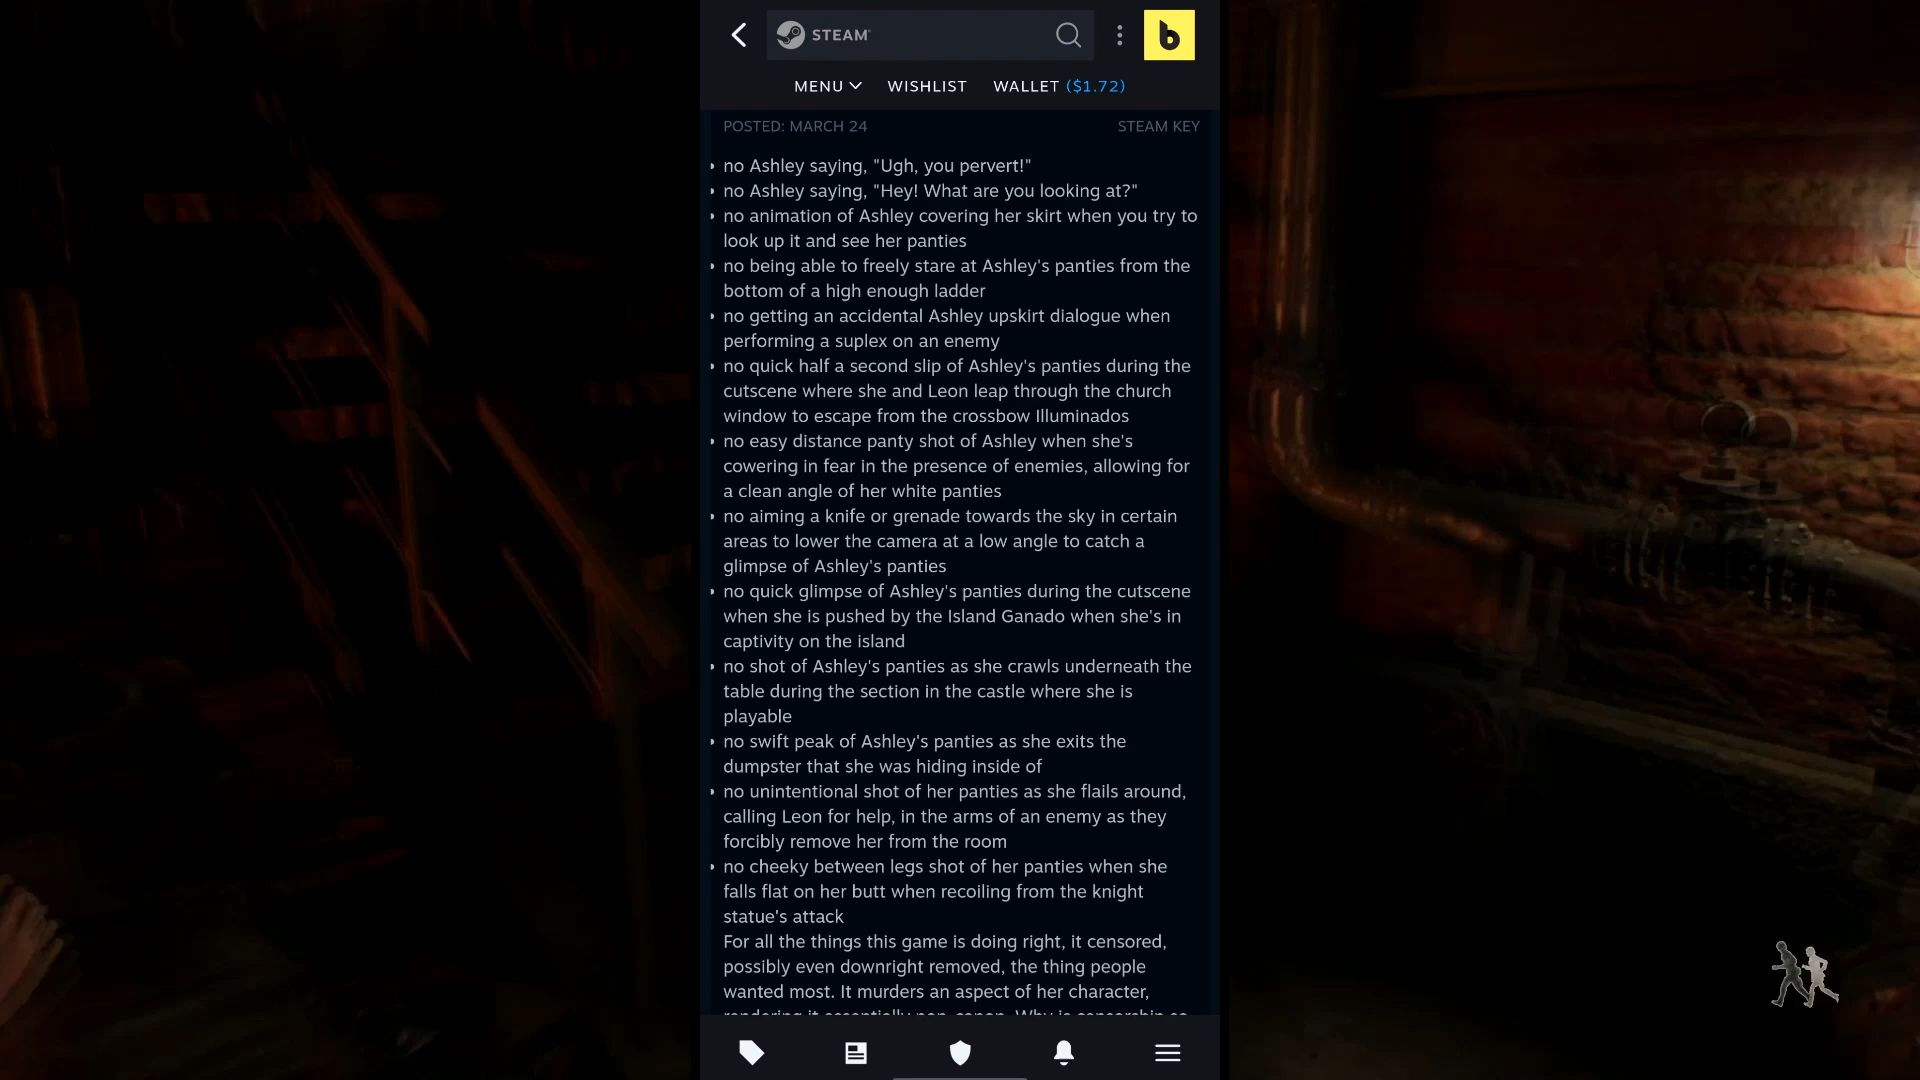 STEAM
b
MENU WISHLIST WALLET ($1.72)
POSTED: MARCH 24 STEAM KEY
• no Ashley saying, "Ugh, you pervert!"
• no Ashley saying, "Hey! What are you looking at?"
• no animation of Ashley covering her skirt when you try to
look up it and see her panties
• no being able to freely stare at Ashley's panties from the
bottom of a high enough ladder
• no getting an accidental Ashley upskirt dialogue when
performing a suplex on an enemy
• no quick half a second slip of Ashley's panties during the
cutscene where she and Leon leap through the church
window to escape from the crossbow Illuminados
• no easy distance panty shot of Ashley when she's
cowering in fear in the presence of enemies, allowing for
a clean angle of her white panties
• no aiming a knife or grenade towards the sky in certain
areas to lower the camera at a low angle to catch a
glimpse of Ashley's panties
• no quick glimpse of Ashley's panties during the cutscene
when she is pushed by the Island Ganado when she's in
captivity on the island
• no shot of Ashley's panties as she crawls underneath the
table during the section in the castle where she is
playable
• no swift peak of Ashley's panties as she exits the
dumpster that she was hiding inside of
• no unintentional shot of her panties as she flails around,
calling Leon for help, in the arms of an enemy as they
forcibly remove her from the room
• no cheeky between legs shot of her panties when she
falls flat on her butt when recoiling from the knight
statue's attack
For all the things this game is doing right, it censored,
possibly even downright removed, the thing people
wanted most. It murders an aspect of her character,